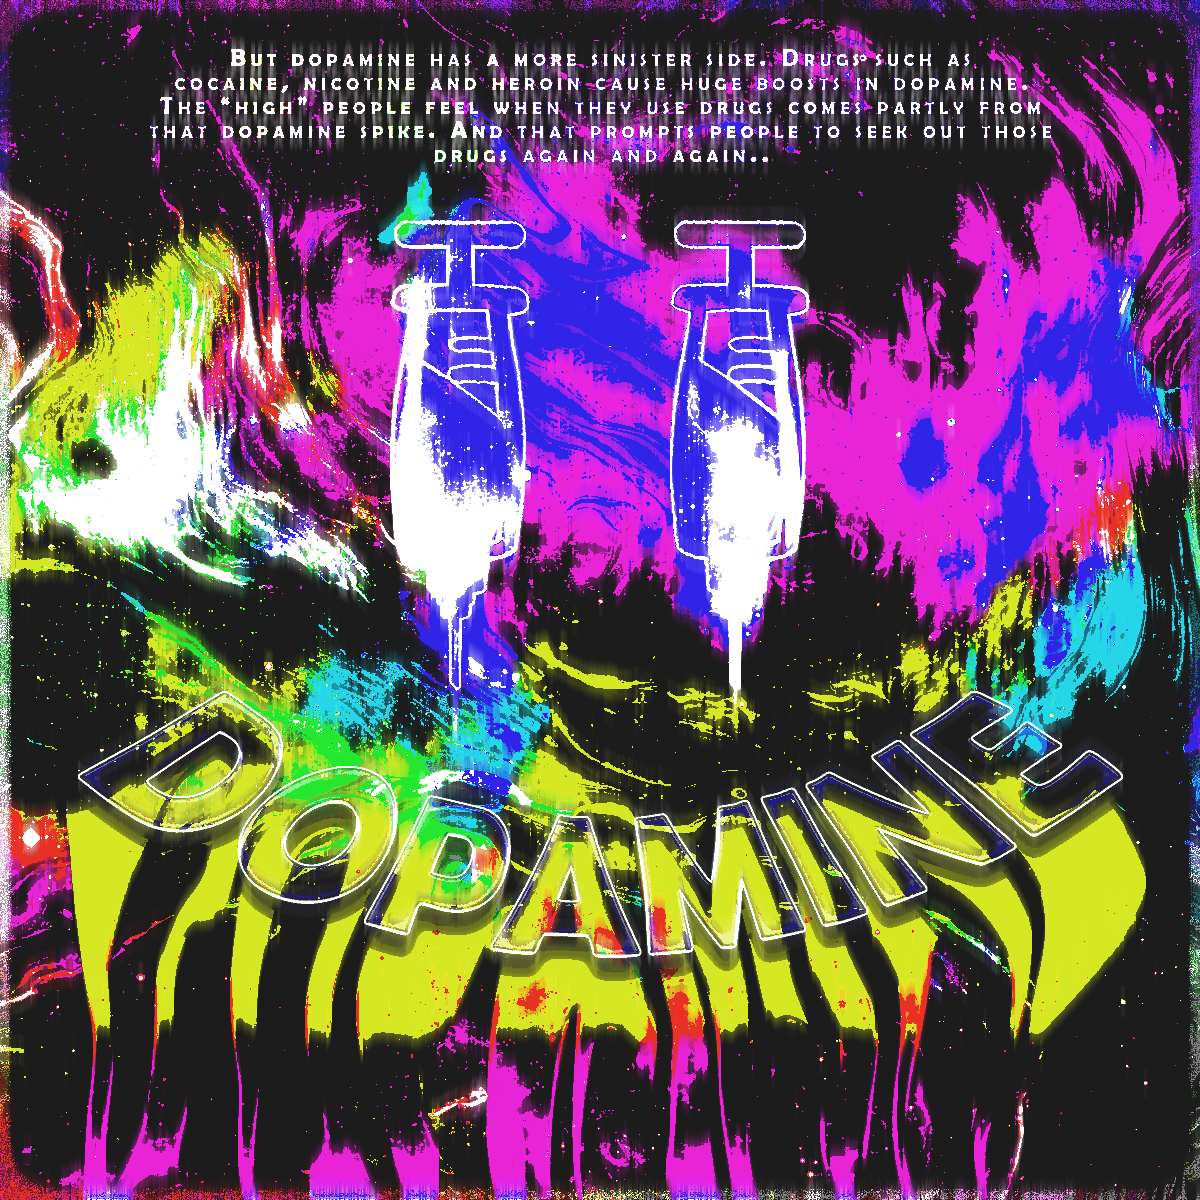 But dopamine has a more sinister side. Drugs such as
cocaine, nicotine and heroin cause huge boosts in dopamine.
The “high” people feel when they use drugs comes partly from
that dopamine spike. And that prompts people to seek out those
drugs again and again..
DOPAMINE